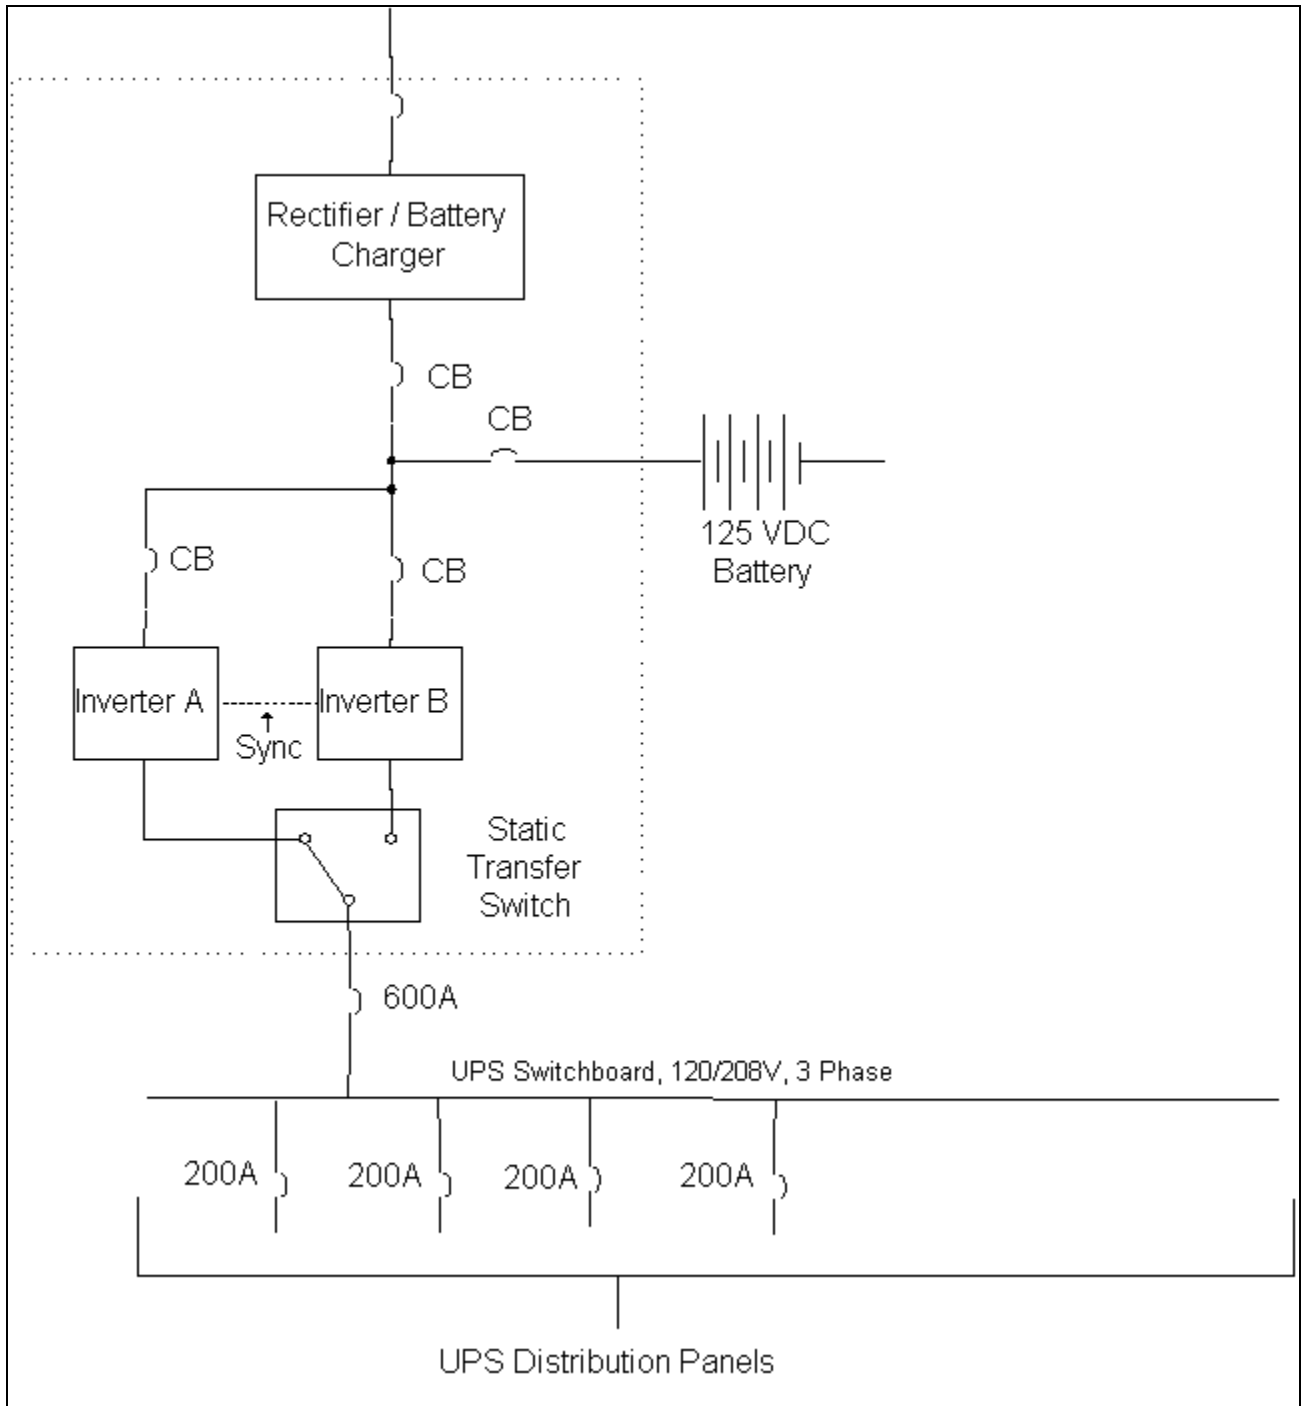 Rectifier / Battery
Charger
CB
CB
125 VDC
Battery
CB
CB
Inverter A
Inverter B
Sync
Static
Transfer
Switch
600A
UPS Switchboard, 120/208V, 3 Phase
200A
200A
200A
200A
UPS Distribution Panels